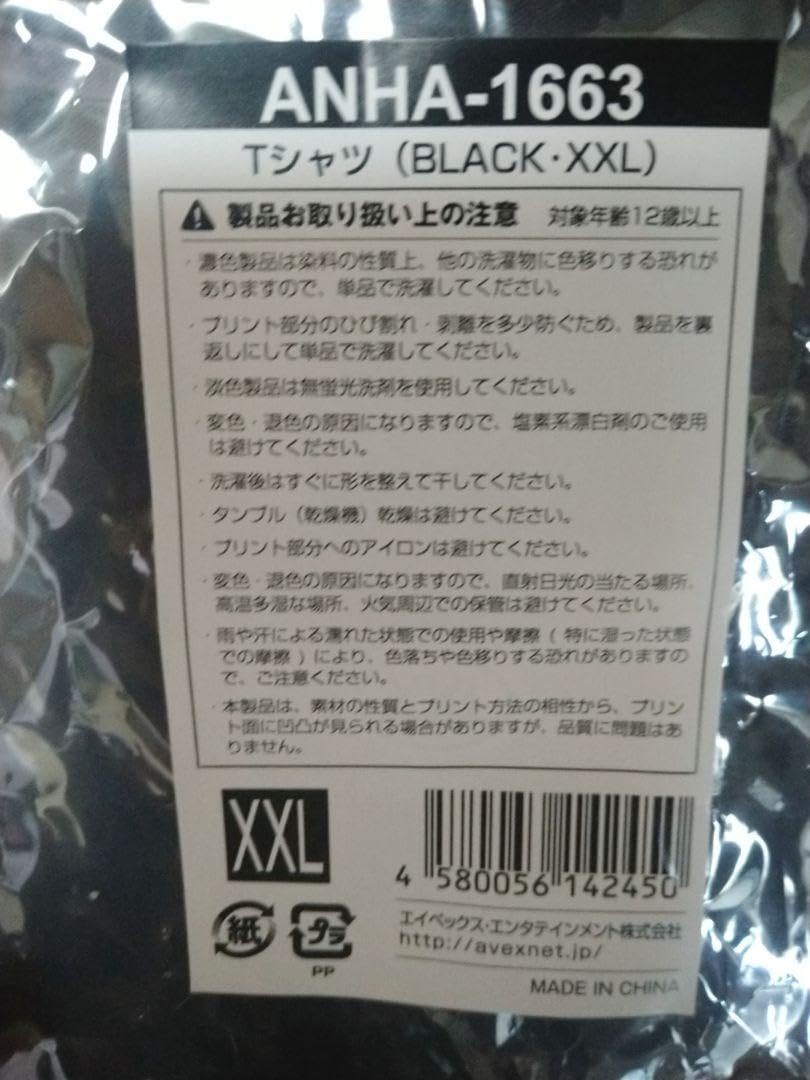 ANHA-1663
Tシャツ（BLACK・XXL）
製品お取り扱い上の注意 対象年齢12歳以上
・濃色製品は染料の性質上、他の洗濯物に色移りする恐れが
ありますので、単品で洗濯してください。
・プリント部分のひび割れ・剥離を多少防ぐため、製品を裏
返しにして単品で洗濯してください。
・淡色製品は無蛍光洗剤を使用してください。
・変色・退色の原因になりますので、塩素系漂白剤のご使用
は避けてください。
・洗濯後はすぐに形を整えて干してください。
・タンブル（乾燥機）乾燥は避けてください。
・プリント部分へのアイロンは避けてください。
・変色・退色の原因になりますので、直射日光の当たる場所、
高温多湿な場所、火気周辺での保管は避けてください。
・雨や汗による濡れた状態での使用や摩擦（特に湿った状態
での摩擦）により、色落ちや色移りする恐れがありますの
で、ご注意ください。
・本製品は、素材の性質とプリント方法の相性から、プリン
ト面に凹凸が見られる場合がありますが、品質に問題はあ
りません。
XXL
4 580056 142450
紙 プラ
PP
エイベックス・エンタテインメント株式会社
http://avexnet.jp/
MADE IN CHINA